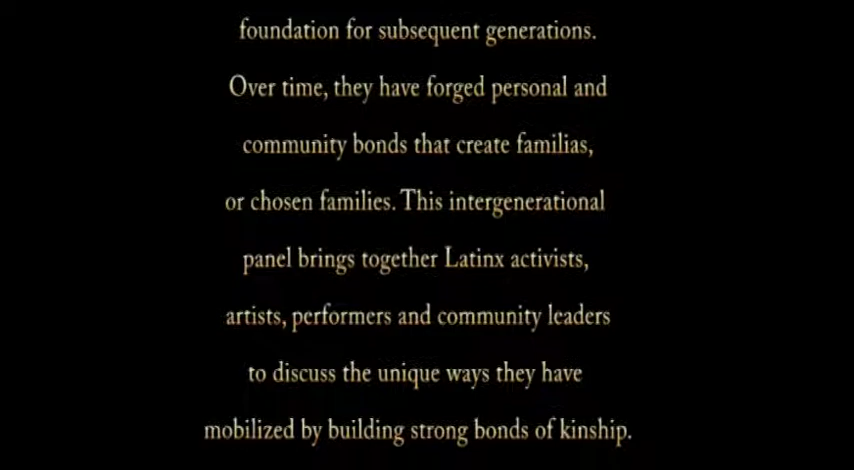 foundation for subsequent generations.
Over time, they have forged personal and
community bonds that create familias,
or chosen families. This intergenerational
panel brings together Latinx activists,
artists, performers and community leaders
to discuss the unique ways they have
mobilized by building strong bonds of kinship.